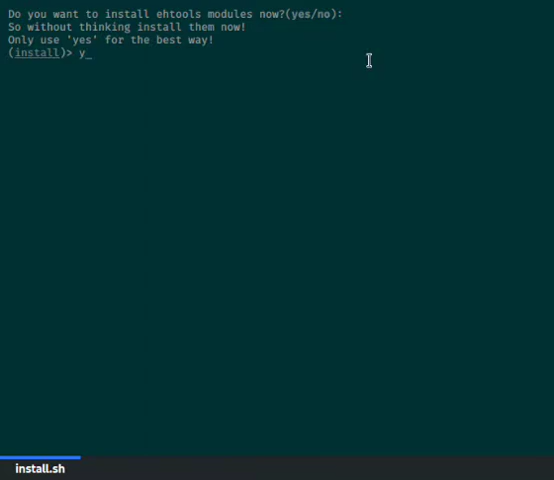 Do you want to install ehtools modules now?(yes/no):
So without thinking install them now!
Only use 'yes' for the best way!
(install)> y_
install.sh